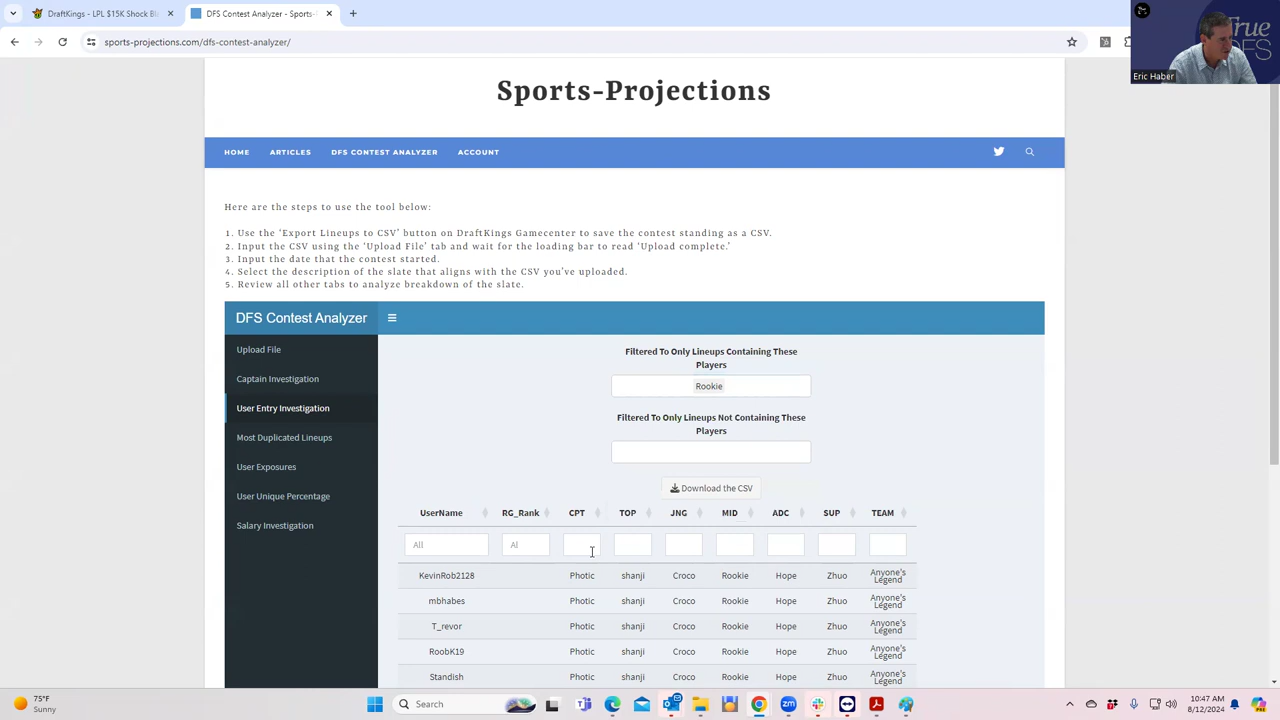 DraftKings - LPL $15K Shock Bl
DFS Contest Analyzer - Sports-P
sports-projections.com/dfs-contest-analyzer/
True
DFS
Eric Haber
Sports-Projections
HOME ARTICLES DFS CONTEST ANALYZER ACCOUNT
Here are the steps to use the tool below:
1. Use the ‘Export Lineups to CSV’ button on DraftKings Gamecenter to save the contest standing as a CSV.
2. Input the CSV using the ‘Upload File’ tab and wait for the loading bar to read ‘Upload complete.’
3. Input the date that the contest started.
4. Select the description of the slate that aligns with the CSV you’ve uploaded.
5. Review all other tabs to analyze breakdown of the slate.
DFS Contest Analyzer
Upload File
Captain Investigation
User Entry Investigation
Most Duplicated Lineups
User Exposures
User Unique Percentage
Salary Investigation
Filtered To Only Lineups Containing These
Players
Rookie
Filtered To Only Lineups Not Containing These
Players
Download the CSV
UserName RG_Rank CPT TOP JNG MID ADC SUP TEAM
All Al
KevinRob2128 Photic shanji Croco Rookie Hope Zhuo Anyone's Legend
mbhabes Photic shanji Croco Rookie Hope Zhuo Anyone's Legend
T_revor Photic shanji Croco Rookie Hope Zhuo Anyone's Legend
RoobK19 Photic shanji Croco Rookie Hope Zhuo Anyone's Legend
Standish Photic shanji Croco Rookie Hope Zhuo Anyone's Legend
75°F
Sunny
Search
10:47 AM
8/12/2024